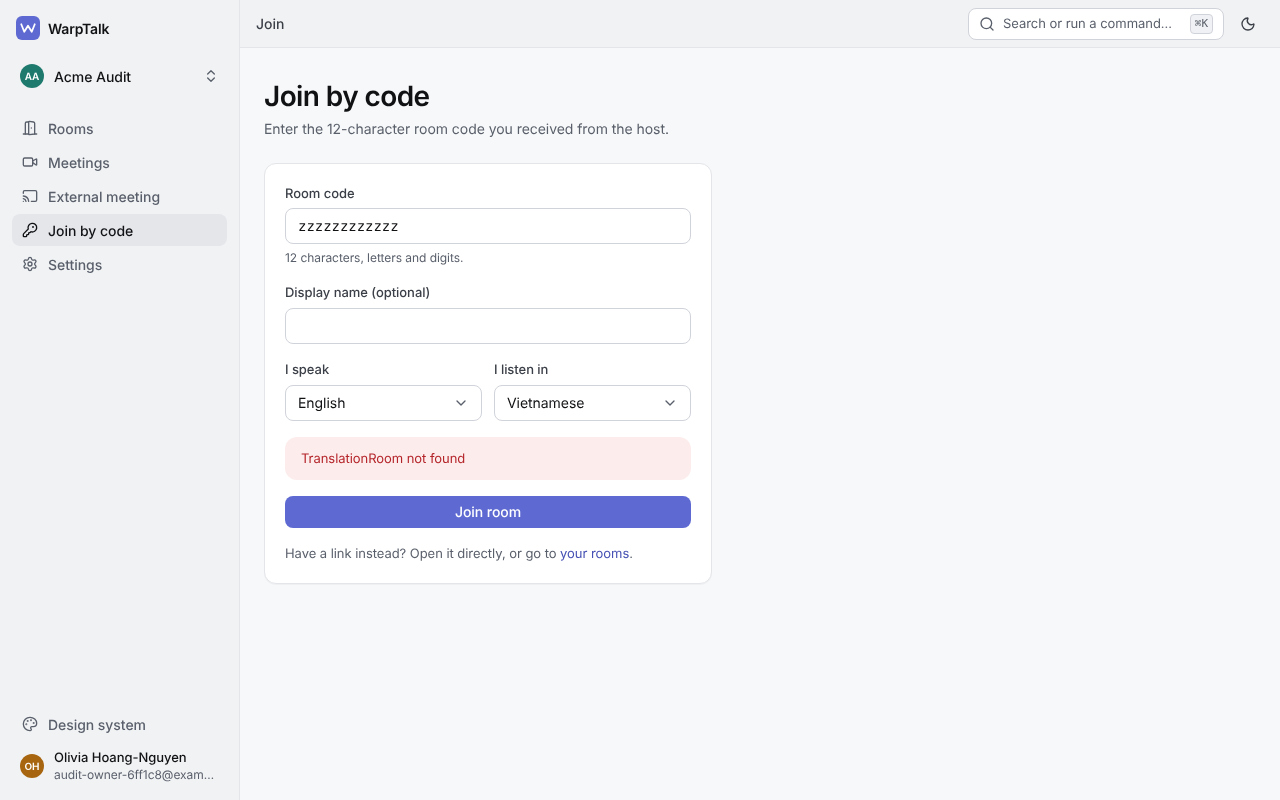 WarpTalk
AA
Acme Audit
Rooms
Meetings
External meeting
Join by code
Settings
Design system
OH
Olivia Hoang-Nguyen
audit-owner-6ff1c8@exam...
Join
Search or run a command...
⌘K
Join by code
Enter the 12-character room code you received from the host.
Room code
zzzzzzzzzzzz
12 characters, letters and digits.
Display name (optional)
I speak
I listen in
English
Vietnamese
TranslationRoom not found
Join room
Have a link instead? Open it directly, or go to your rooms.